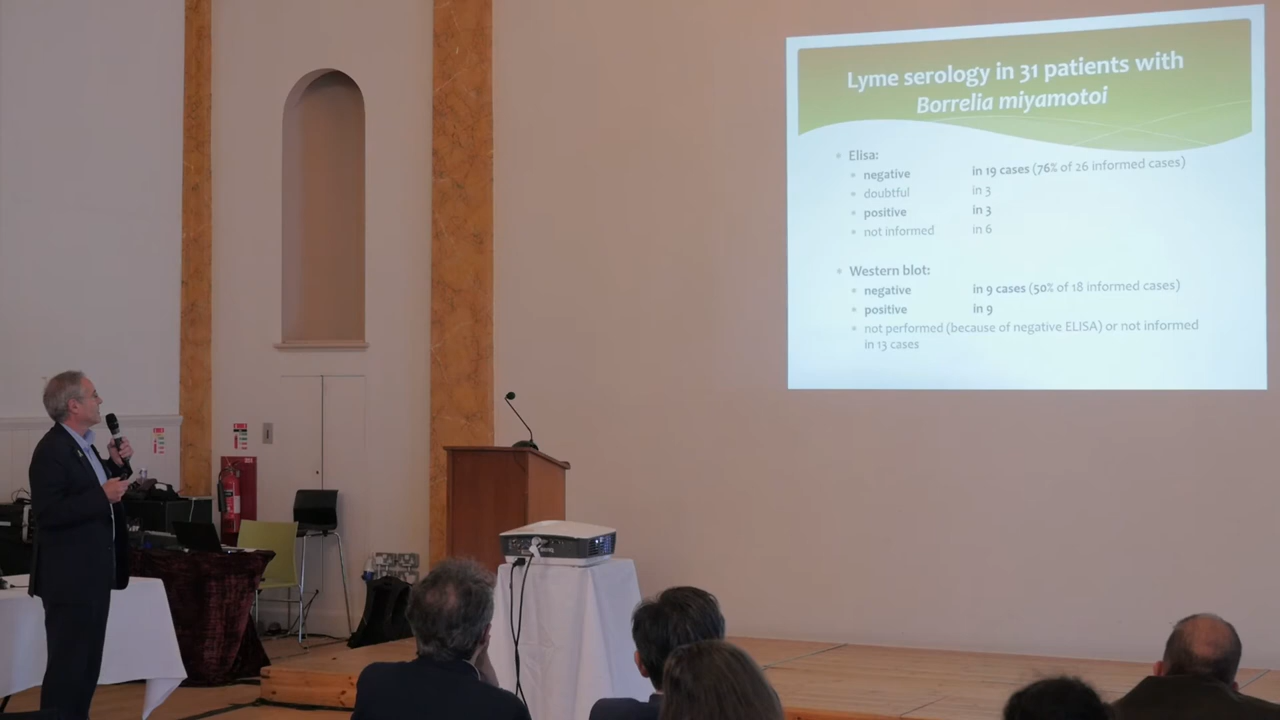 Lyme serology in 31 patients with
Borrelia miyamotoi
Elisa:
negative in 19 cases (76% of 26 informed cases)
doubtful in 3
positive in 3
not informed in 6
Western blot:
negative in 9 cases (50% of 18 informed cases)
positive in 9
not performed (because of negative ELISA) or not informed
in 13 cases